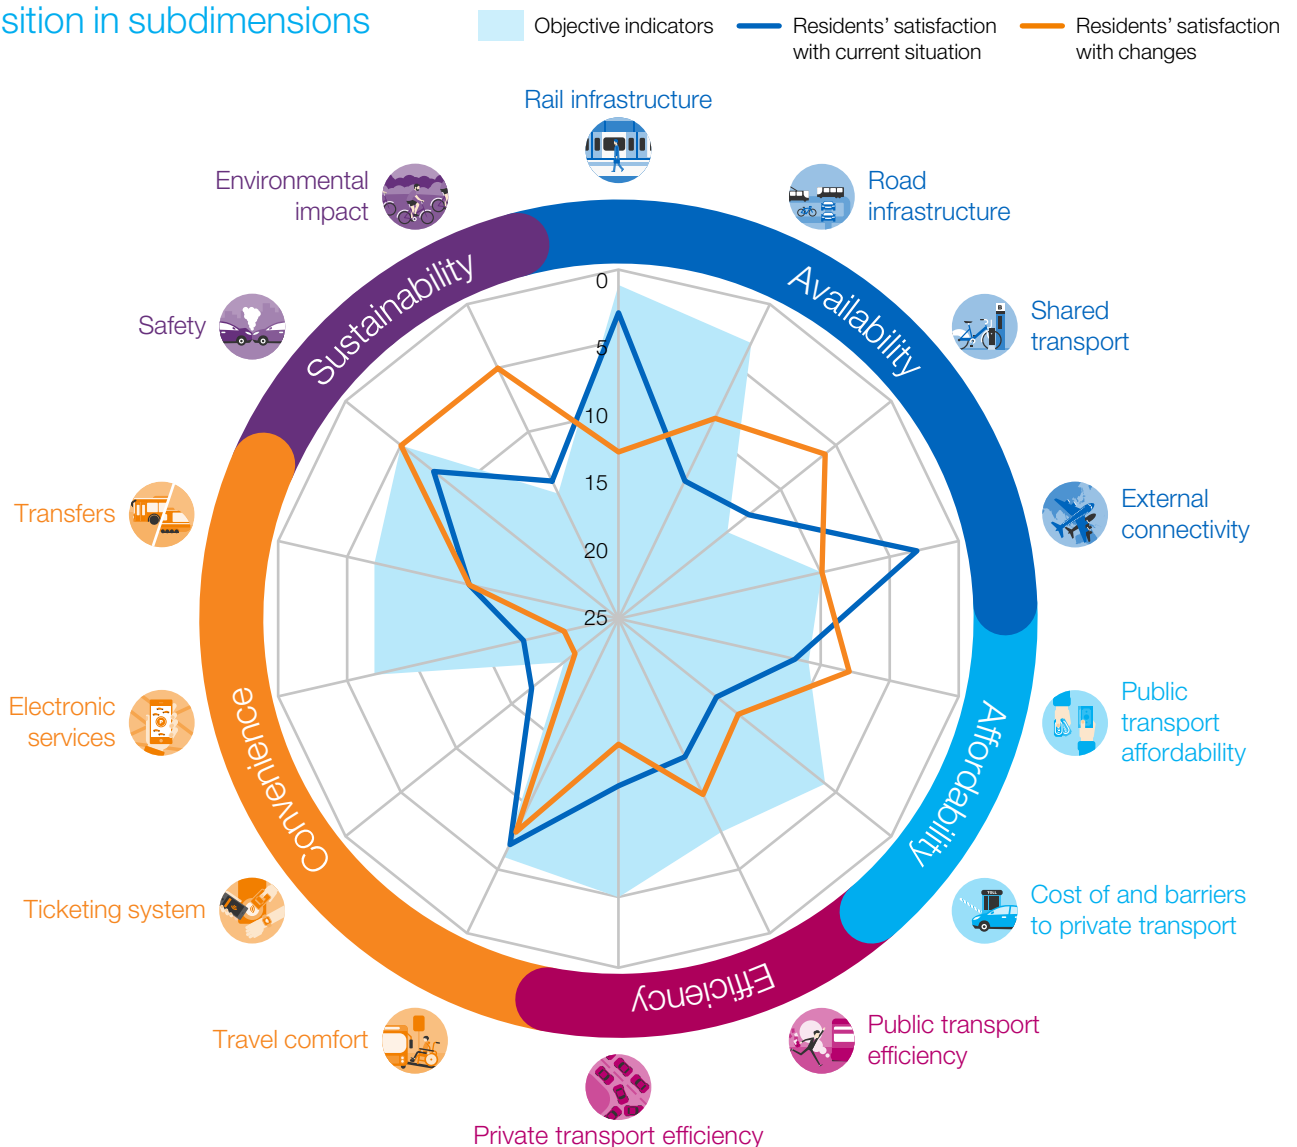 sition in subdimensions
Objective indicators
Residents’ satisfaction
with current situation
Residents’ satisfaction
with changes
Rail infrastructure
Road
infrastructure
Shared
transport
External
connectivity
Public
transport
affordability
Cost of and barriers
to private transport
Public transport
efficiency
Private transport efficiency
Travel comfort
Ticketing system
Electronic
services
Transfers
Safety
Environmental
impact
Availability
Affordability
Efficiency
Convenience
Sustainability
0
5
10
15
20
25